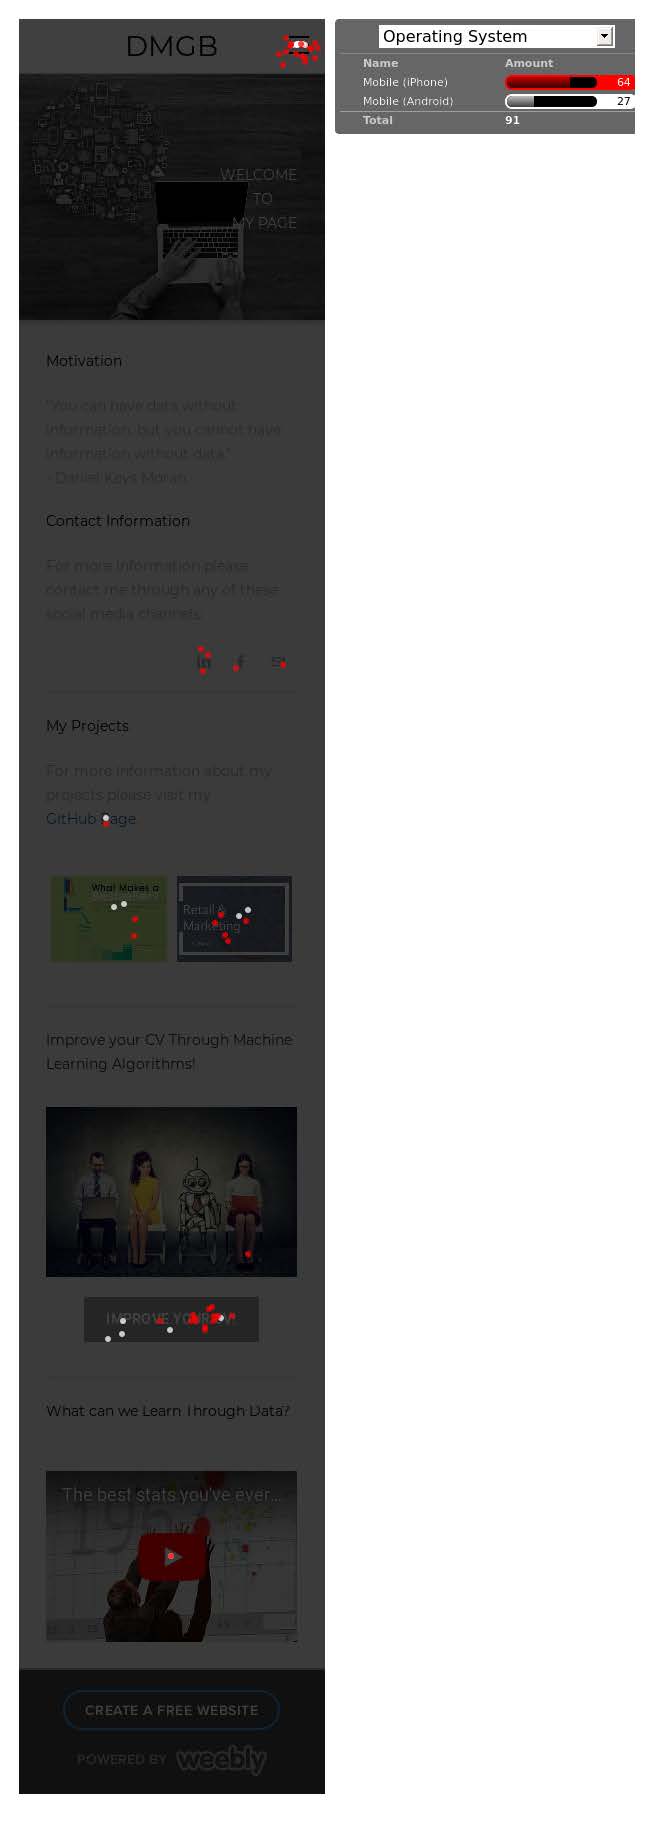 DMGB
Operating System
Name Amount
Mobile (iPhone) 64
Mobile (Android) 27
Total 91
WELCOME
TO
MY PAGE
Motivation
"You can have data without
information, but you cannot have
information without data."
- Daniel Keys Moran
Contact Information
For more information please
contact me through any of these
social media channels
My Projects
For more information about my
projects please visit my
GitHub Page
What Makes a
Retail &
Marketing
Improve your CV Through Machine
Learning Algorithms!
IMPROVE YOUR CV!
What can we Learn Through Data?
The best stats you've ever...
CREATE A FREE WEBSITE
POWERED BY weebly